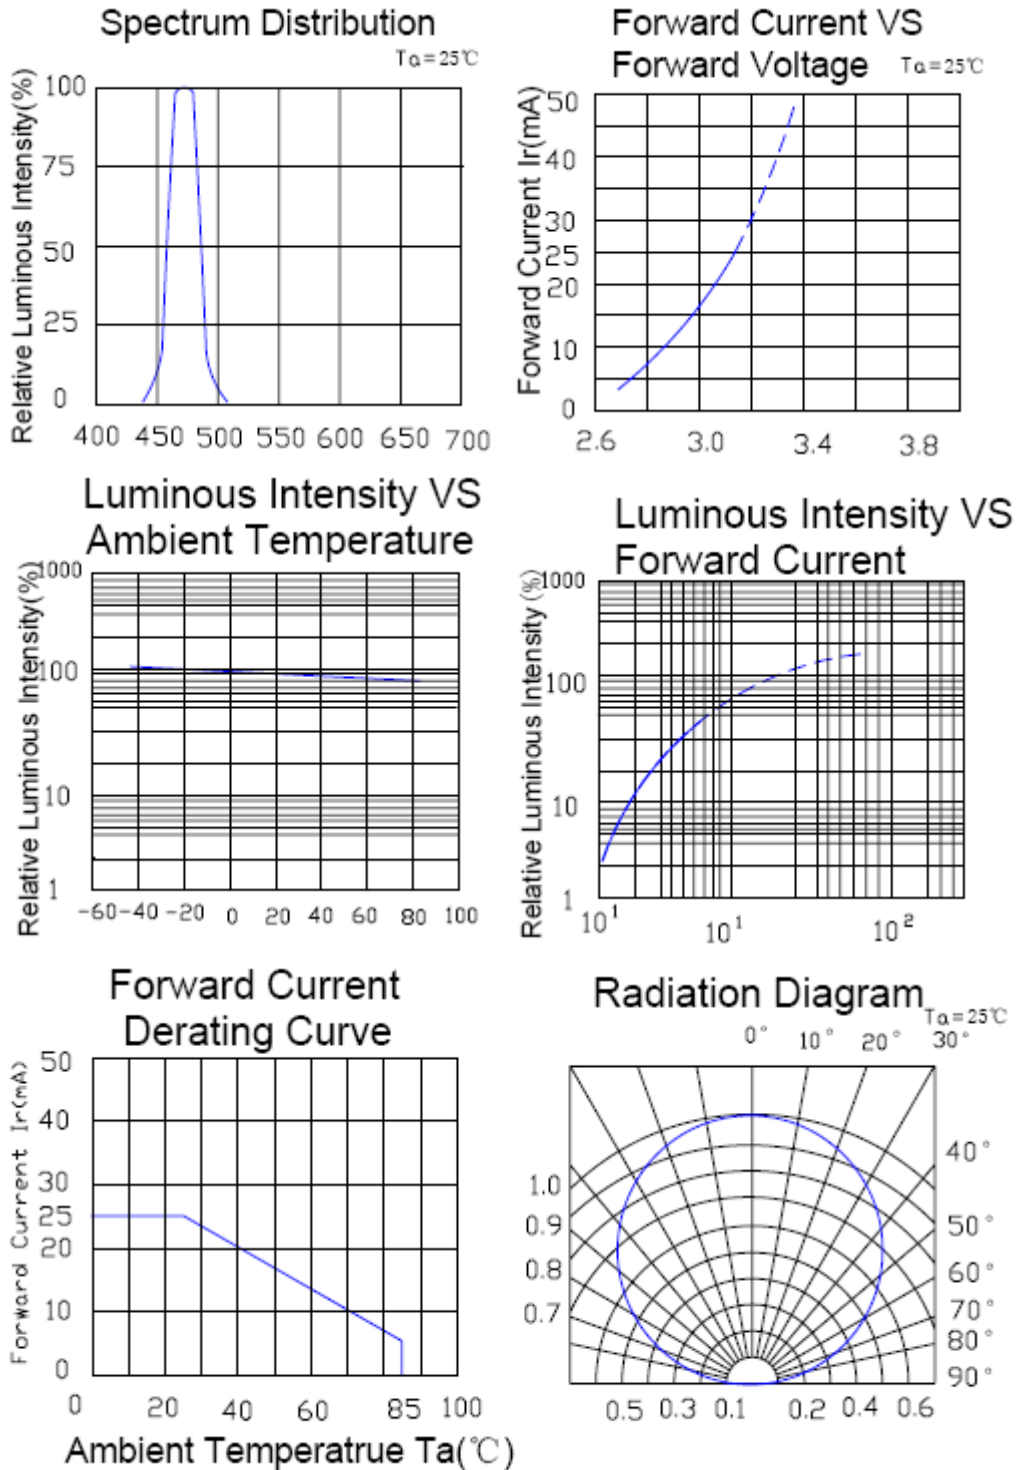 Spectrum Distribution
Ta=25℃
Relative Luminous Intensity(%)
100
75
50
25
0
400 450 500 550 600 650 700
Forward Current VS
Forward Voltage Ta=25℃
Forward Current Ir(mA)
50
40
30
25
20
10
0
2.6 3.0 3.4 3.8
Luminous Intensity VS
Ambient Temperature
Relative Luminous Intensity(%)
1000
100
10
1
-60 -40 -20 0 20 40 60 80 100
Luminous Intensity VS
Forward Current
Relative Luminous Intensity (%)
1000
100
10
1
10¹ 10¹ 10²
Forward Current
Derating Curve
Forward Current Ir(mA)
50
40
30
25
20
10
0
0 20 40 60 85 100
Ambient Temperatrue Ta(℃)
Radiation Diagram
Ta=25℃
0° 10° 20° 30°
40°
50°
60°
70°
80°
90°
1.0
0.9
0.8
0.7
0.5 0.3 0.1 0.2 0.4 0.6